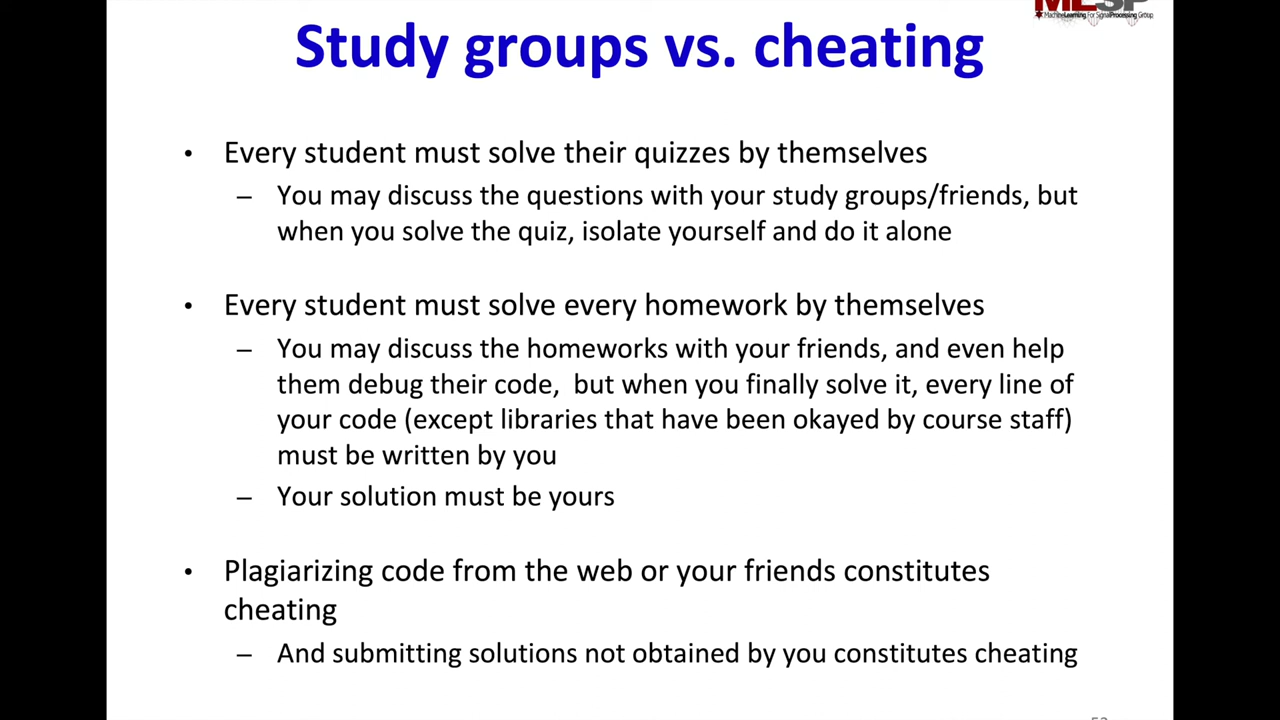 MachineLearning For SignalProcessing Group
Study groups vs. cheating
• Every student must solve their quizzes by themselves
– You may discuss the questions with your study groups/friends, but
when you solve the quiz, isolate yourself and do it alone
• Every student must solve every homework by themselves
– You may discuss the homeworks with your friends, and even help
them debug their code, but when you finally solve it, every line of
your code (except libraries that have been okayed by course staff)
must be written by you
– Your solution must be yours
• Plagiarizing code from the web or your friends constitutes
cheating
– And submitting solutions not obtained by you constitutes cheating